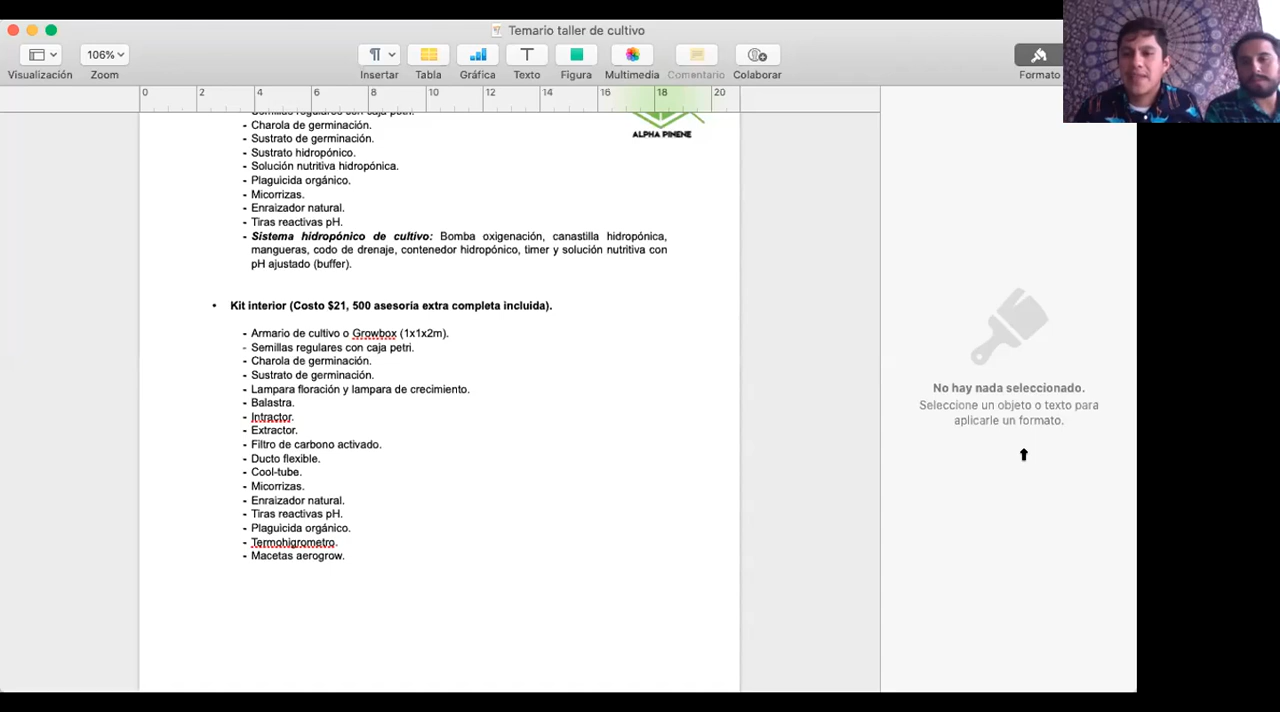 Temario taller de cultivo
106%
Visualización Zoom Insertar Tabla Gráfica Texto Figura Multimedia Comentario Colaborar Formato
0 2 4 6 8 10 12 14 16 18 20
- Semillas regulares con caja petri.
- Charola de germinación.
- Sustrato de germinación.
- Sustrato hidropónico.
- Solución nutritiva hidropónica.
- Plaguicida orgánico.
- Micorrizas.
- Enraizador natural.
- Tiras reactivas pH.
- Sistema hidropónico de cultivo: Bomba oxigenación, canastilla hidropónica,
mangueras, codo de drenaje, contenedor hidropónico, timer y solución nutritiva con
pH ajustado (buffer).
ALPHA PINENE
• Kit interior (Costo $21, 500 asesoría extra completa incluida).
- Armario de cultivo o Growbox (1x1x2m).
- Semillas regulares con caja petri.
- Charola de germinación.
- Sustrato de germinación.
- Lampara floración y lampara de crecimiento.
- Balastra.
- Intractor.
- Extractor.
- Filtro de carbono activado.
- Ducto flexible.
- Cool-tube.
- Micorrizas.
- Enraizador natural.
- Tiras reactivas pH.
- Plaguicida orgánico.
- Termohigrometro.
- Macetas aerogrow.
No hay nada seleccionado.
Seleccione un objeto o texto para
aplicarle un formato.